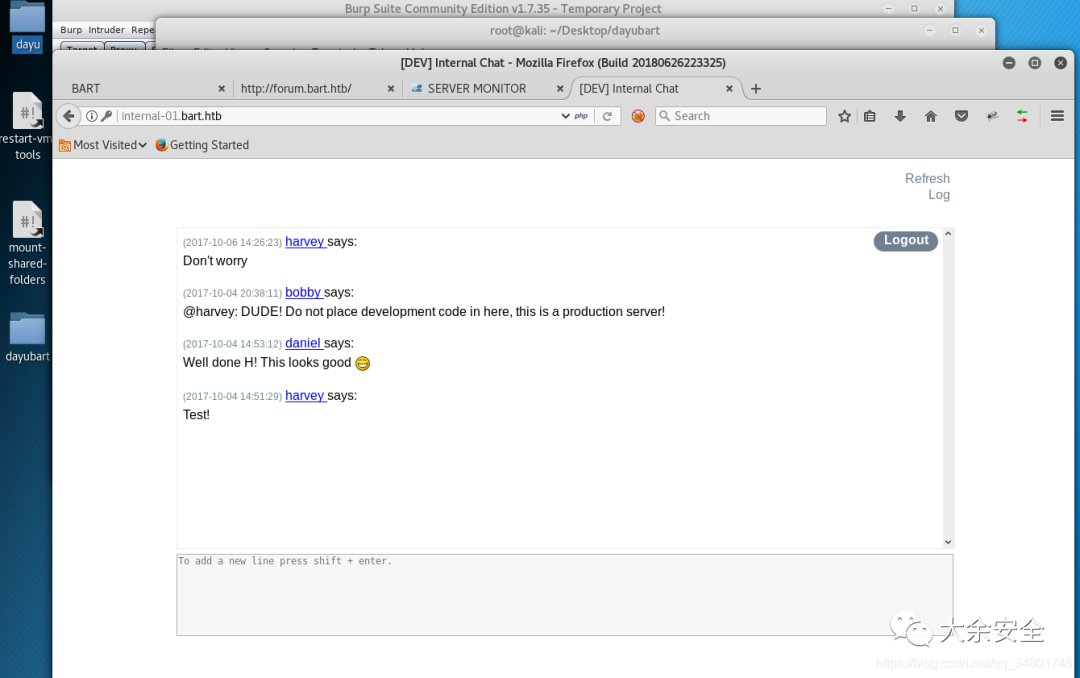 Burp Suite Community Edition v1.7.35 - Temporary Project
dayu
Burp Intruder Repe
root@kali: ~/Desktop/dayubart
[DEV] Internal Chat - Mozilla Firefox (Build 20180626223325)
BART
http://forum.bart.htb/
SERVER MONITOR
[DEV] Internal Chat
internal-01.bart.htb
php
Search
restart-vm-
tools
Most Visited
Getting Started
Refresh
Log
Logout
(2017-10-06 14:26:23) harvey says:
Don't worry
(2017-10-04 20:38:11) bobby says:
@harvey: DUDE! Do not place development code in here, this is a production server!
(2017-10-04 14:53:12) daniel says:
Well done H! This looks good
(2017-10-04 14:51:29) harvey says:
Test!
mount-
shared-
folders
dayubart
To add a new line press shift + enter.
大余安全
https://blog.csdn.net/qq_34801745